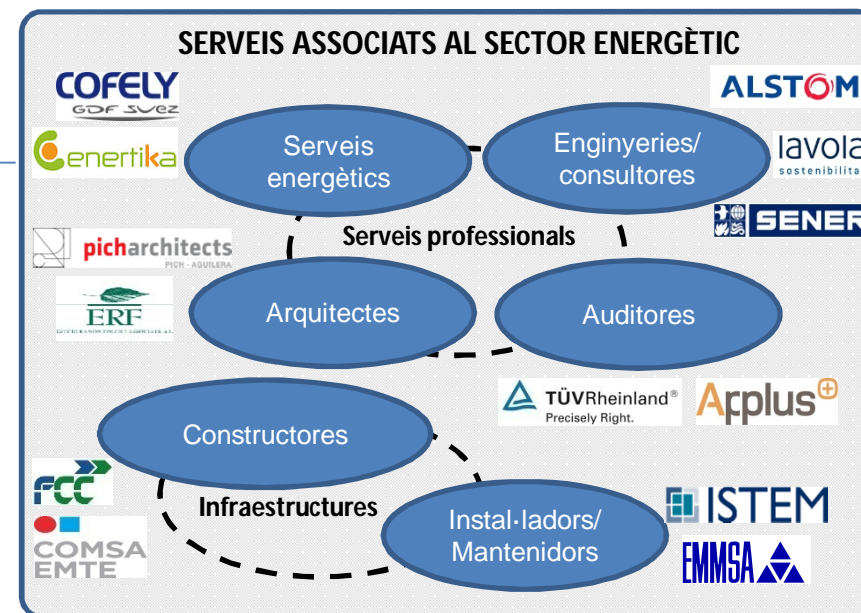 SERVEIS ASSOCIATS AL SECTOR ENERGÈTIC
COFELY
GDF SUEZ
ALSTOM
enertika
Serveis
energètics
Enginyeries/
consultores
lavola
sostenibilita
SENER
Serveis professionals
picharchitects
PICH - AGUILERA
ERF
Arquitectes
Auditores
TÜVRheinland®
Precisely Right.
Applus+
Constructores
FCC
Infraestructures
COMSA
EMTE
Instal·ladors/
Mantenidors
ISTEM
EMMSA